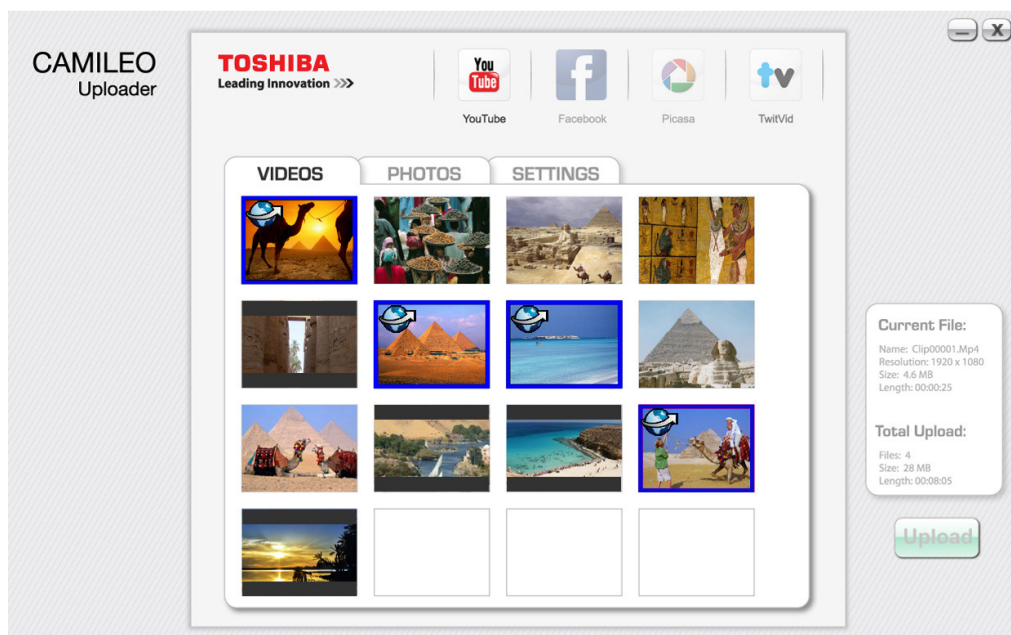 CAMILEO
Uploader
TOSHIBA
Leading Innovation >>>
You
Tube
YouTube
f
Facebook
Picasa
tv
TwitVid
X
VIDEOS
PHOTOS
SETTINGS
Current File:
Name: Clip00001.Mp4
Resolution: 1920 x 1080
Size: 4.6 MB
Length: 00:00:25
Total Upload:
Files: 4
Size: 28 MB
Length: 00:08:05
Upload